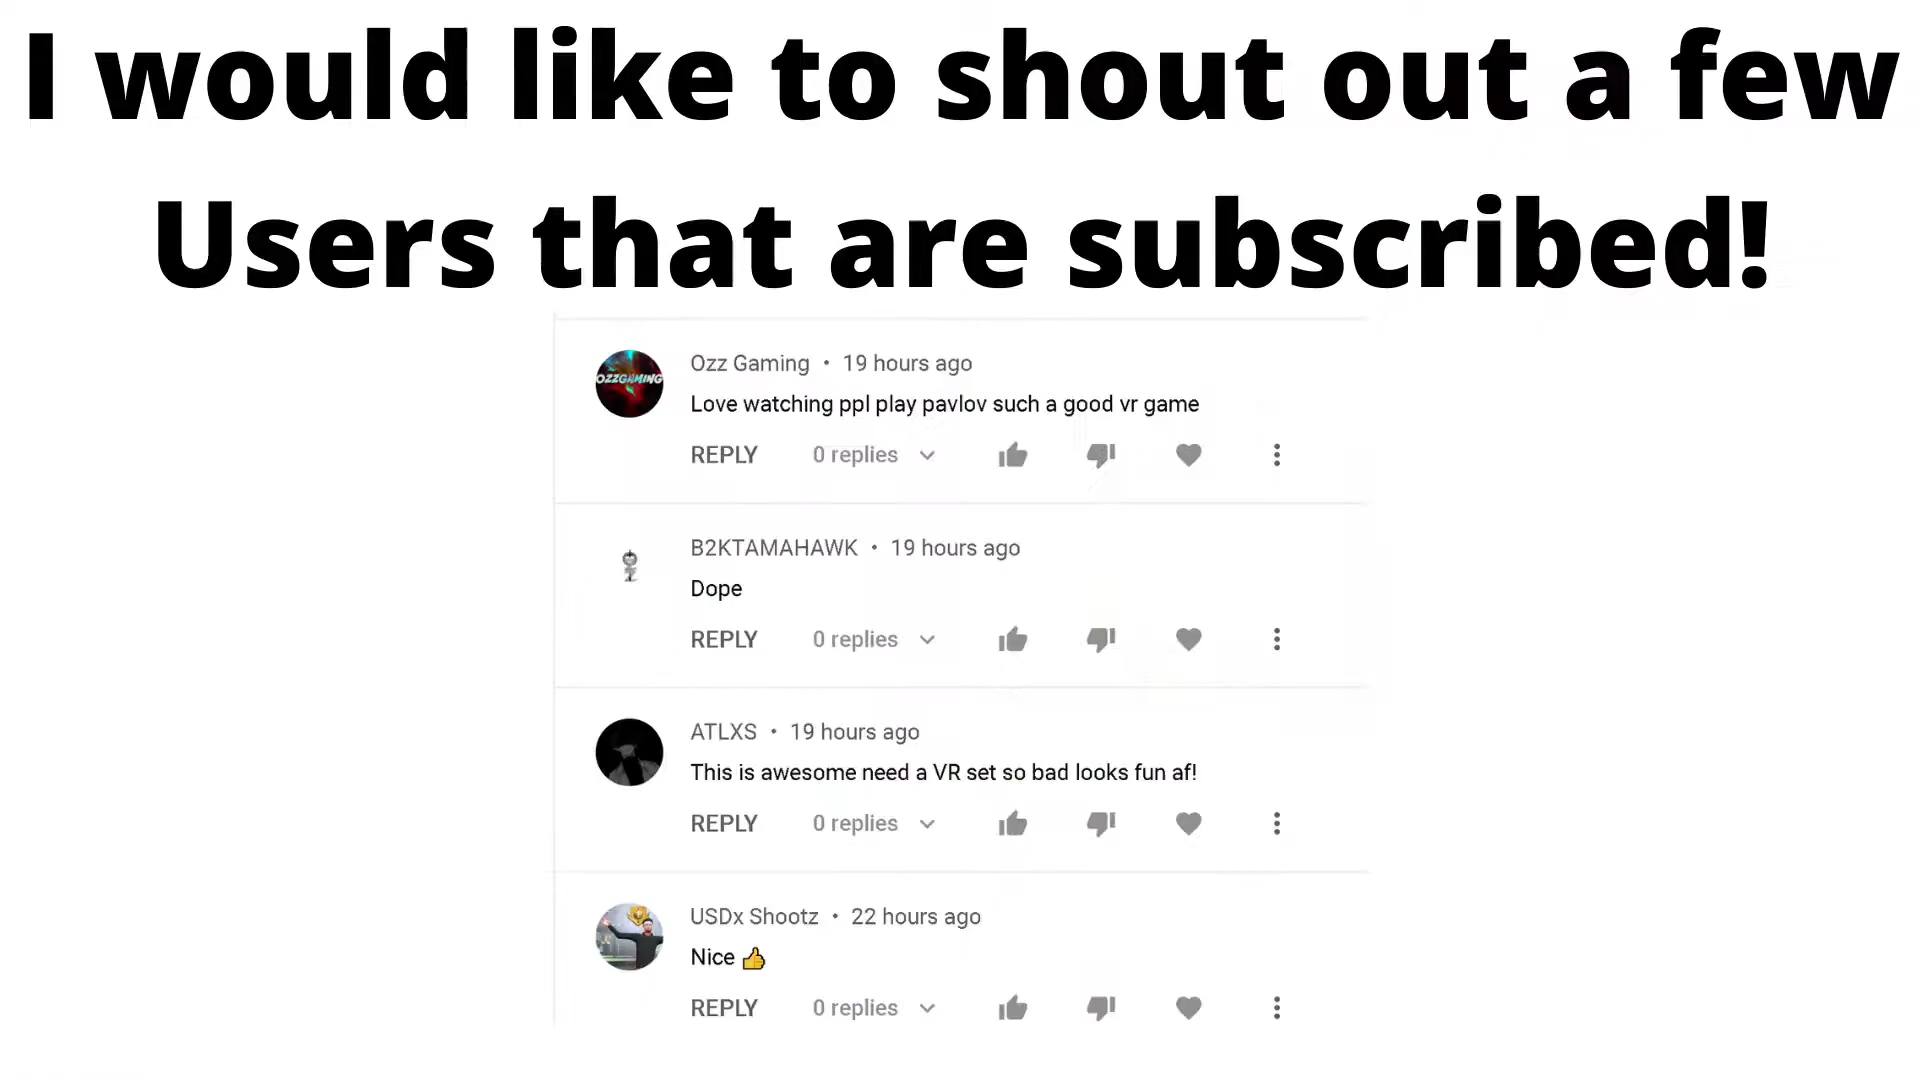 I would like to shout out a few
Users that are subscribed!
OZZGAMING
Ozz Gaming • 19 hours ago
Love watching ppl play pavlov such a good vr game
REPLY 0 replies
B2KTAMAHAWK • 19 hours ago
Dope
REPLY 0 replies
ATLXS • 19 hours ago
This is awesome need a VR set so bad looks fun af!
REPLY 0 replies
USDx Shootz • 22 hours ago
Nice 👍
REPLY 0 replies